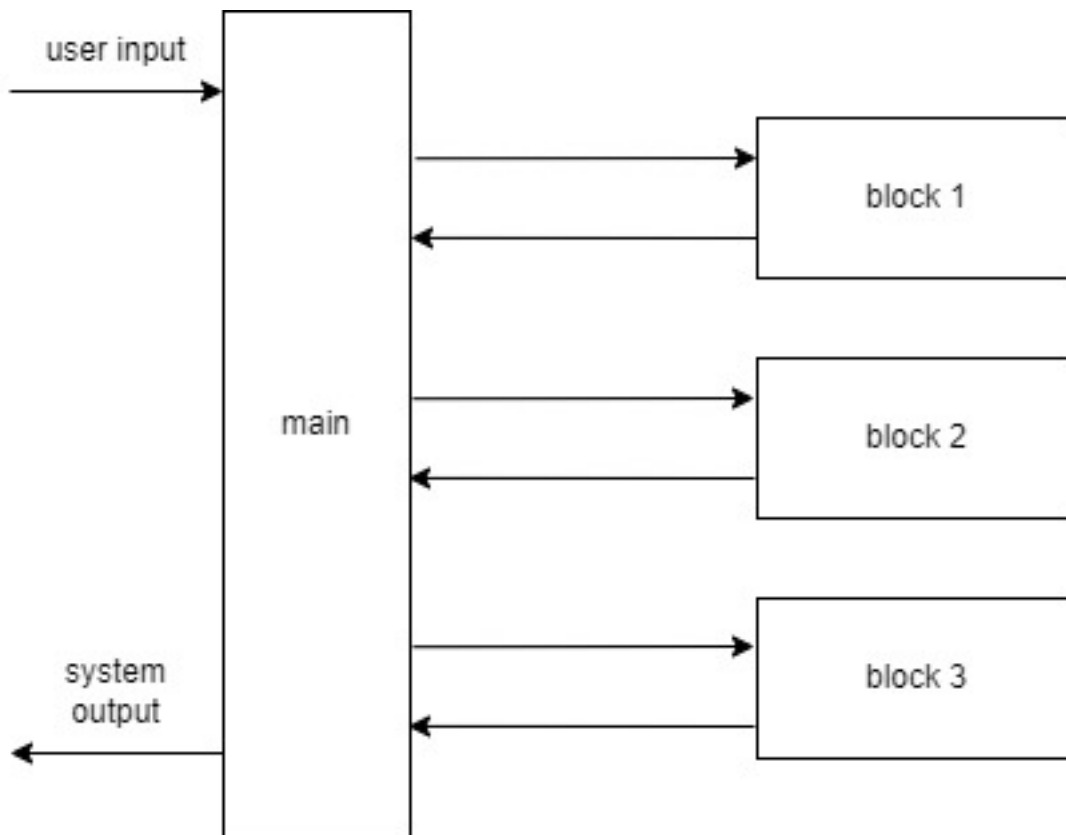 user input
block 1
main
block 2
system
output
block 3